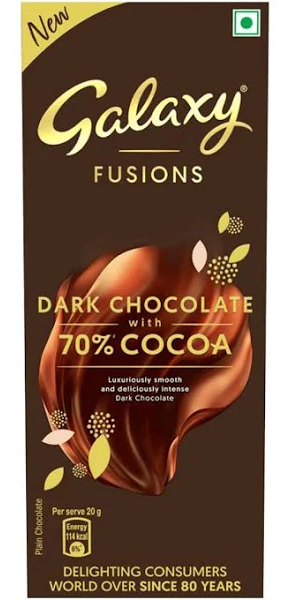 New
Galaxy®
FUSIONS
DARK CHOCOLATE
with
70% COCOA
Luxuriously smooth
and deliciously intense
Dark Chocolate
Plain Chocolate
Per serve 20 g
Energy
114 kcal
6%*
DELIGHTING CONSUMERS
WORLD OVER SINCE 80 YEARS